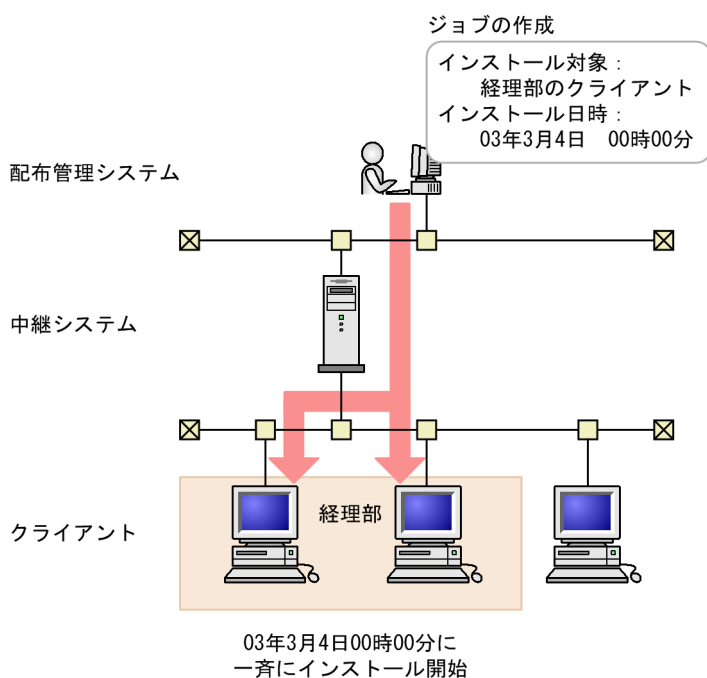 ジョブの作成
インストール対象：
経理部のクライアント
インストール日時：
03年3月4日　00時00分
配布管理システム
中継システム
経理部
クライアント
03年3月4日00時00分に
一斉にインストール開始